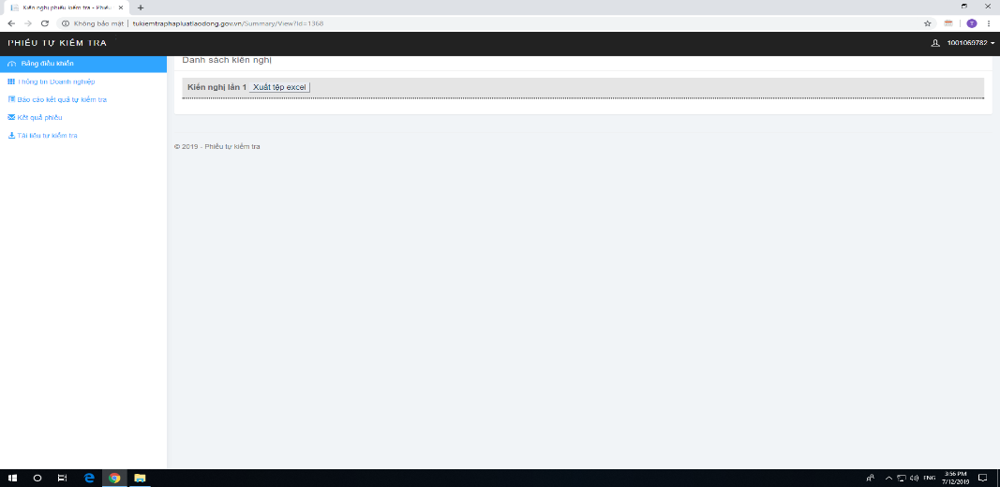 Kiến nghị phiếu kiểm tra - Phiếu
Không bảo mật | tukiemtraphapluatlaodong.gov.vn/Summary/View?Id=1368
T
PHIẾU TỰ KIỂM TRA
1001069782
Bảng điều khiển
Thông tin Doanh nghiệp
Báo cáo kết quả tự kiểm tra
Kết quả phiếu
Tài liệu tự kiểm tra
Danh sách kiến nghị
Kiến nghị lần 1 Xuất tệp excel
© 2019 - Phiếu tự kiểm tra
ENG
3:56 PM
7/12/2019